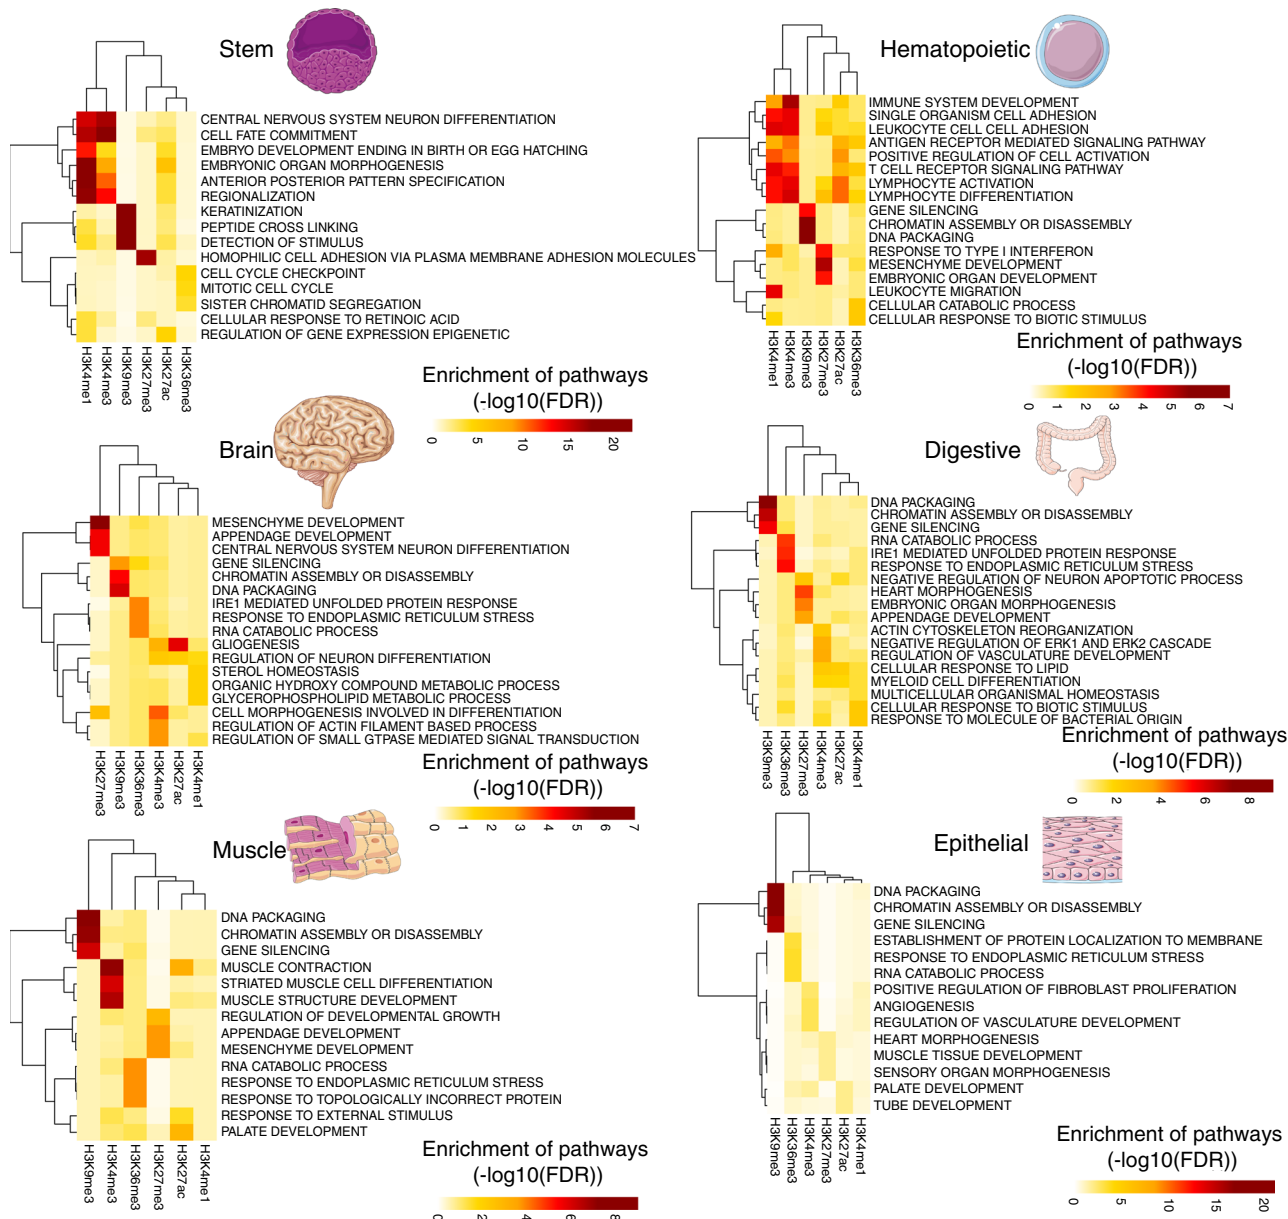 Stem
CENTRAL NERVOUS SYSTEM NEURON DIFFERENTIATION
CELL FATE COMMITMENT
EMBRYO DEVELOPMENT ENDING IN BIRTH OR EGG HATCHING
EMBRYONIC ORGAN MORPHOGENESIS
ANTERIOR POSTERIOR PATTERN SPECIFICATION
REGIONALIZATION
KERATINIZATION
PEPTIDE CROSS LINKING
DETECTION OF STIMULUS
HOMOPHILIC CELL ADHESION VIA PLASMA MEMBRANE ADHESION MOLECULES
CELL CYCLE CHECKPOINT
MITOTIC CELL CYCLE
SISTER CHROMATID SEGREGATION
CELLULAR RESPONSE TO RETINOIC ACID
REGULATION OF GENE EXPRESSION EPIGENETIC
H3K4me1
H3K4me3
H3K9me3
H3K27me3
H3K27ac
H3K36me3
Enrichment of pathways
(-log10(FDR))
0 5 10 15 20
Hematopoietic
IMMUNE SYSTEM DEVELOPMENT
SINGLE ORGANISM CELL ADHESION
LEUKOCYTE CELL CELL ADHESION
ANTIGEN RECEPTOR MEDIATED SIGNALING PATHWAY
POSITIVE REGULATION OF CELL ACTIVATION
T CELL RECEPTOR SIGNALING PATHWAY
LYMPHOCYTE ACTIVATION
LYMPHOCYTE DIFFERENTIATION
GENE SILENCING
CHROMATIN ASSEMBLY OR DISASSEMBLY
DNA PACKAGING
RESPONSE TO TYPE I INTERFERON
MESENCHYME DEVELOPMENT
EMBRYONIC ORGAN DEVELOPMENT
LEUKOCYTE MIGRATION
CELLULAR CATABOLIC PROCESS
CELLULAR RESPONSE TO BIOTIC STIMULUS
H3K4me1
H3K4me3
H3K9me3
H3K27me3
H3K27ac
H3K36me3
Enrichment of pathways
(-log10(FDR))
0 1 2 3 4 5 6 7
Brain
MESENCHYME DEVELOPMENT
APPENDAGE DEVELOPMENT
CENTRAL NERVOUS SYSTEM NEURON DIFFERENTIATION
GENE SILENCING
CHROMATIN ASSEMBLY OR DISASSEMBLY
DNA PACKAGING
IRE1 MEDIATED UNFOLDED PROTEIN RESPONSE
RESPONSE TO ENDOPLASMIC RETICULUM STRESS
RNA CATABOLIC PROCESS
GLIOGENESIS
REGULATION OF NEURON DIFFERENTIATION
STEROL HOMEOSTASIS
ORGANIC HYDROXY COMPOUND METABOLIC PROCESS
GLYCEROPHOSPHOLIPID METABOLIC PROCESS
CELL MORPHOGENESIS INVOLVED IN DIFFERENTIATION
REGULATION OF ACTIN FILAMENT BASED PROCESS
REGULATION OF SMALL GTPASE MEDIATED SIGNAL TRANSDUCTION
H3K27me3
H3K9me3
H3K36me3
H3K4me3
H3K27ac
H3K4me1
Enrichment of pathways
(-log10(FDR))
0 1 2 3 4 5 6 7
Digestive
DNA PACKAGING
CHROMATIN ASSEMBLY OR DISASSEMBLY
GENE SILENCING
RNA CATABOLIC PROCESS
IRE1 MEDIATED UNFOLDED PROTEIN RESPONSE
RESPONSE TO ENDOPLASMIC RETICULUM STRESS
NEGATIVE REGULATION OF NEURON APOPTOTIC PROCESS
HEART MORPHOGENESIS
EMBRYONIC ORGAN MORPHOGENESIS
APPENDAGE DEVELOPMENT
ACTIN CYTOSKELETON REORGANIZATION
NEGATIVE REGULATION OF ERK1 AND ERK2 CASCADE
REGULATION OF VASCULATURE DEVELOPMENT
CELLULAR RESPONSE TO LIPID
MYELOID CELL DIFFERENTIATION
MULTICELLULAR ORGANISMAL HOMEOSTASIS
CELLULAR RESPONSE TO BIOTIC STIMULUS
RESPONSE TO MOLECULE OF BACTERIAL ORIGIN
H3K9me3
H3K36me3
H3K27me3
H3K4me3
H3K27ac
H3K4me1
Enrichment of pathways
(-log10(FDR))
0 2 4 6 8
Muscle
DNA PACKAGING
CHROMATIN ASSEMBLY OR DISASSEMBLY
GENE SILENCING
MUSCLE CONTRACTION
STRIATED MUSCLE CELL DIFFERENTIATION
MUSCLE STRUCTURE DEVELOPMENT
REGULATION OF DEVELOPMENTAL GROWTH
APPENDAGE DEVELOPMENT
MESENCHYME DEVELOPMENT
RNA CATABOLIC PROCESS
RESPONSE TO ENDOPLASMIC RETICULUM STRESS
RESPONSE TO TOPOLOGICALLY INCORRECT PROTEIN
RESPONSE TO EXTERNAL STIMULUS
PALATE DEVELOPMENT
H3K9me3
H3K4me3
H3K36me3
H3K27me3
H3K27ac
H3K4me1
Enrichment of pathways
(-log10(FDR))
0 2 4 6 8
Epithelial
DNA PACKAGING
CHROMATIN ASSEMBLY OR DISASSEMBLY
GENE SILENCING
ESTABLISHMENT OF PROTEIN LOCALIZATION TO MEMBRANE
RESPONSE TO ENDOPLASMIC RETICULUM STRESS
RNA CATABOLIC PROCESS
POSITIVE REGULATION OF FIBROBLAST PROLIFERATION
ANGIOGENESIS
REGULATION OF VASCULATURE DEVELOPMENT
HEART MORPHOGENESIS
MUSCLE TISSUE DEVELOPMENT
SENSORY ORGAN MORPHOGENESIS
PALATE DEVELOPMENT
TUBE DEVELOPMENT
H3K9me3
H3K36me3
H3K4me3
H3K27me3
H3K27ac
H3K4me1
Enrichment of pathways
(-log10(FDR))
0 5 10 15 20